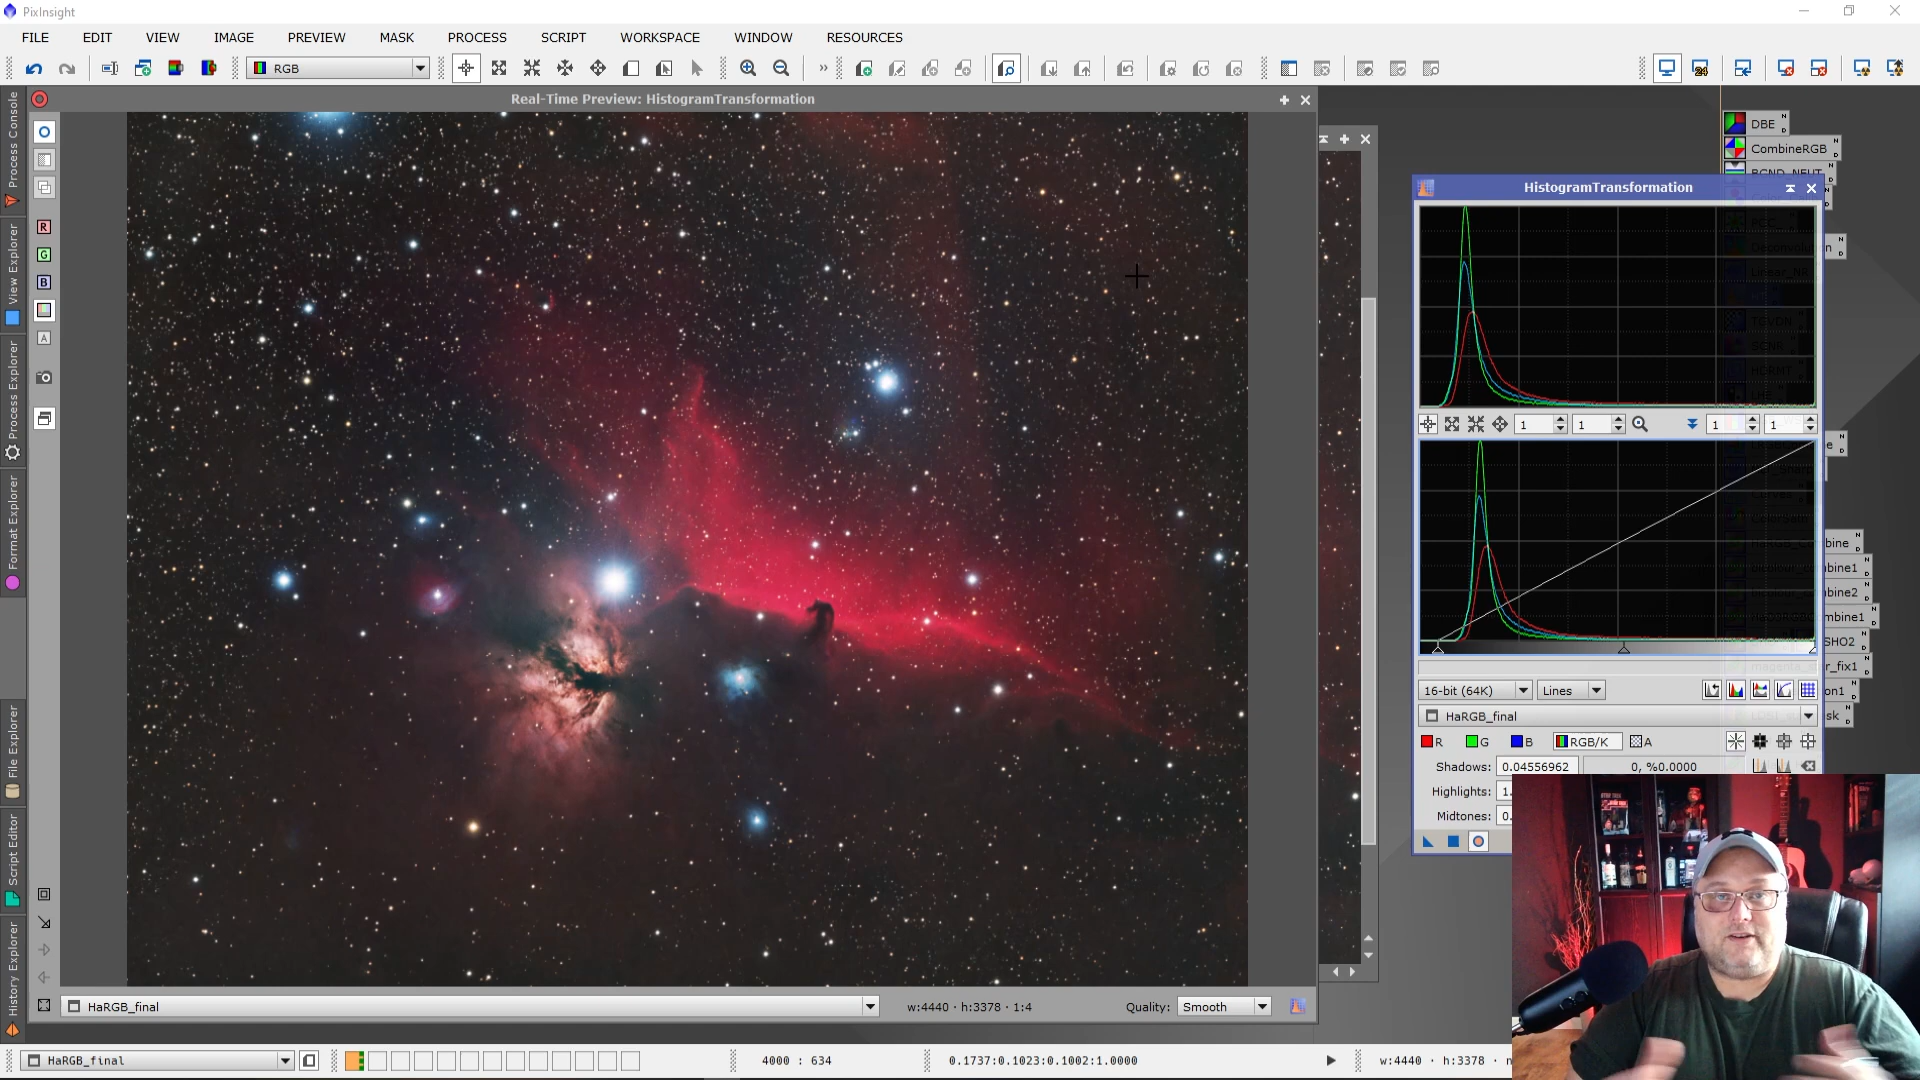 PixInsight
FILE EDIT VIEW IMAGE PREVIEW MASK PROCESS SCRIPT WORKSPACE WINDOW RESOURCES
RGB
24
Real-Time Preview: HistogramTransformation
Process Console
View Explorer
Process Explorer
Format Explorer
File Explorer
Script Editor
History Explorer
R
G
B
A
DBE
CombineRGB
HistogramTransformation
1 1 1 1
bine
bine1
mbine2
mbine1
SHO2
16-bit (64K) Lines
HaRGB_final
R G B RGB/K A
Shadows: 0.04556962 0, %0.0000
Highlights: 1.
Midtones: 0.
HaRGB_final w:4440 · h:3378 · 1:4 Quality: Smooth
HaRGB_final 4000 : 634 0.1737:0.1023:0.1002:1.0000 w:4440 · h:3378 ·